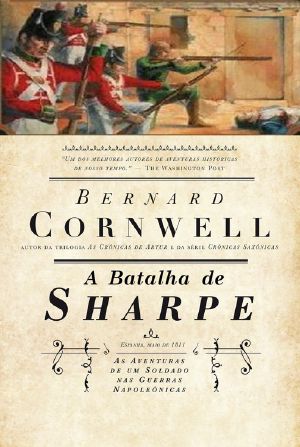 "Um dos melhores autores de aventuras históricas
de nosso tempo." — The Washington Post
Bernard
Cornwell
autor da trilogia As Crônicas de Artur e da série Crônicas Saxônicas
A Batalha de
Sharpe
Espanha, maio de 1811
As Aventuras
de um Soldado
nas Guerras
Napoleônicas